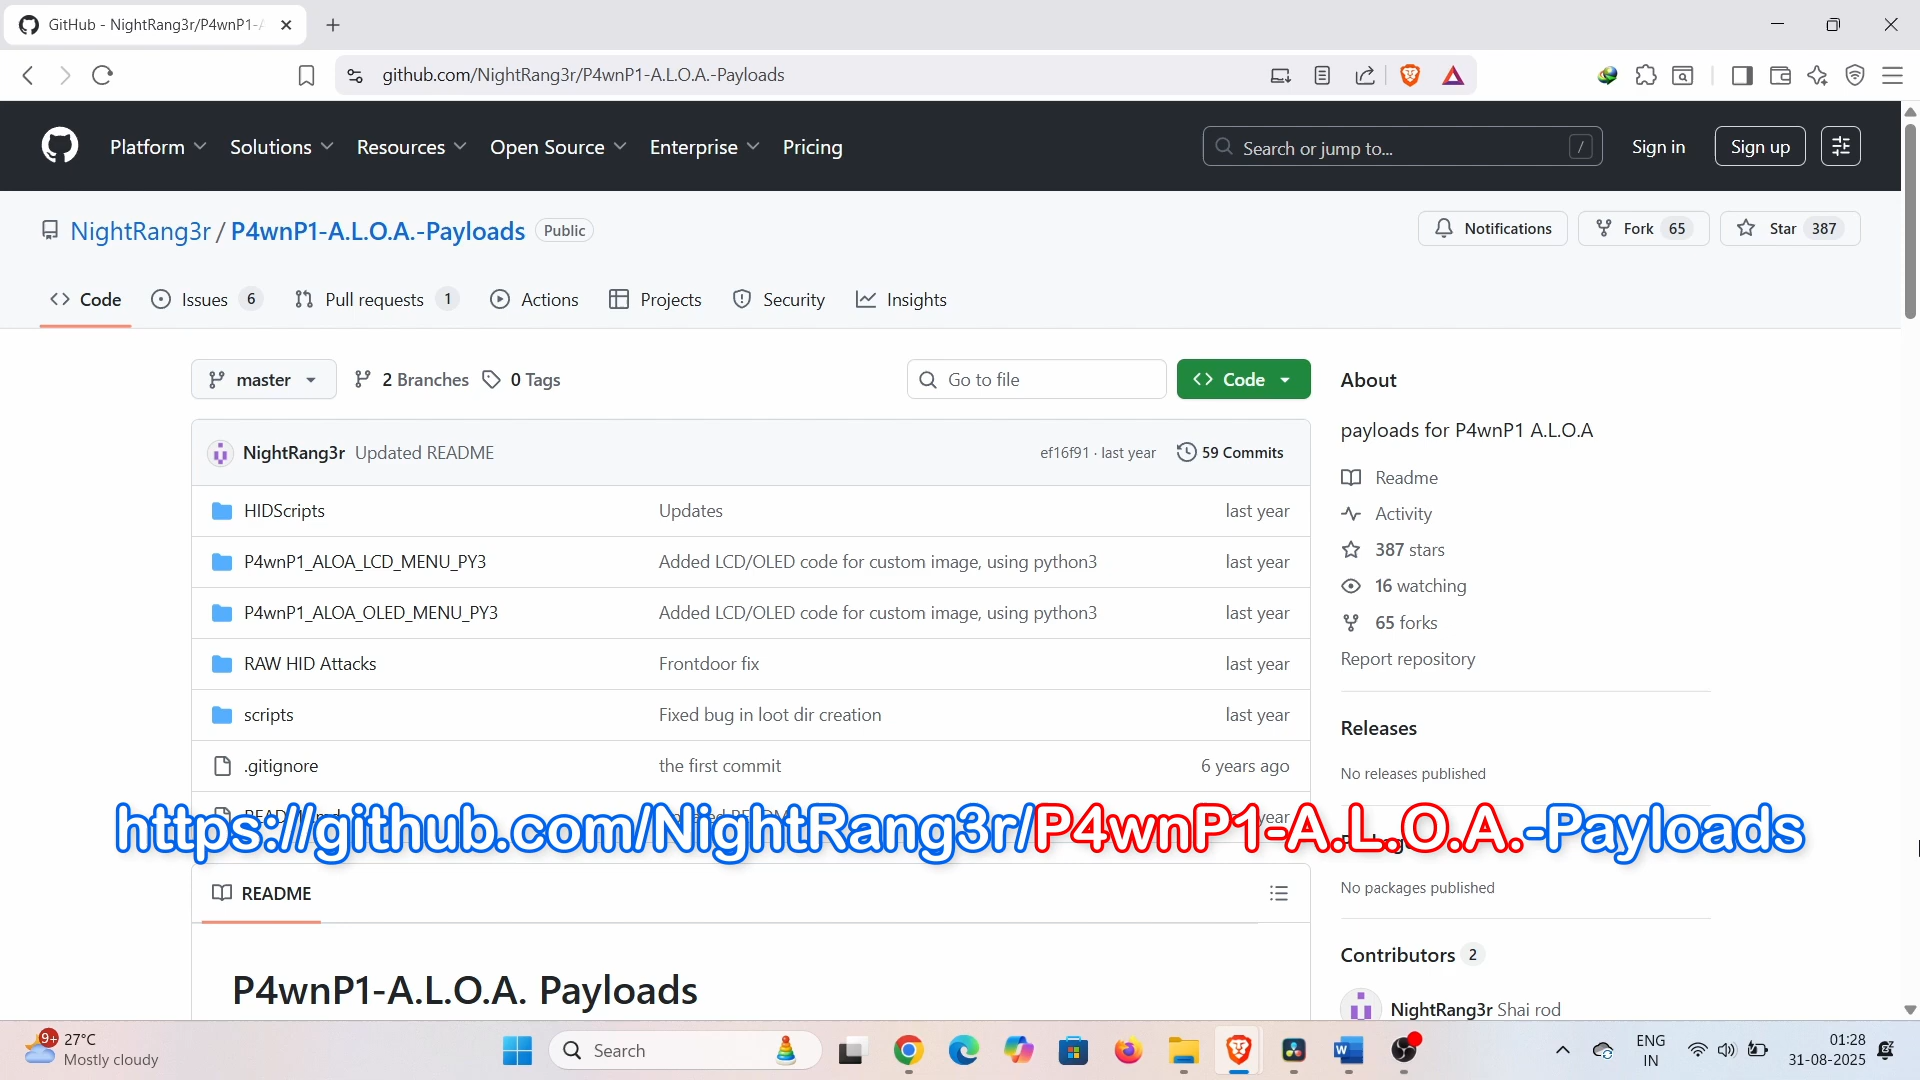 GitHub - NightRang3r/P4wnP1-A
github.com/NightRang3r/P4wnP1-A.L.O.A.-Payloads
Platform Solutions Resources Open Source Enterprise Pricing Search or jump to... / Sign in Sign up
NightRang3r / P4wnP1-A.L.O.A.-Payloads Public Notifications Fork 65 Star 387
Code Issues 6 Pull requests 1 Actions Projects Security Insights
master 2 Branches 0 Tags Go to file Code
NightRang3r Updated README ef16f91 · last year 59 Commits
HIDScripts Updates last year
P4wnP1_ALOA_LCD_MENU_PY3 Added LCD/OLED code for custom image, using python3 last year
P4wnP1_ALOA_OLED_MENU_PY3 Added LCD/OLED code for custom image, using python3 last year
RAW HID Attacks Frontdoor fix last year
scripts Fixed bug in loot dir creation last year
.gitignore the first commit 6 years ago
https://github.com/NightRang3r/P4wnP1-A.L.O.A.-Payloads
README
P4wnP1-A.L.O.A. Payloads
About
payloads for P4wnP1 A.L.O.A
Readme
Activity
387 stars
16 watching
65 forks
Report repository
Releases
No releases published
No packages published
Contributors 2
NightRang3r Shai rod
9+ 27°C
Mostly cloudy
Search
ENG
IN
01:28
31-08-2025